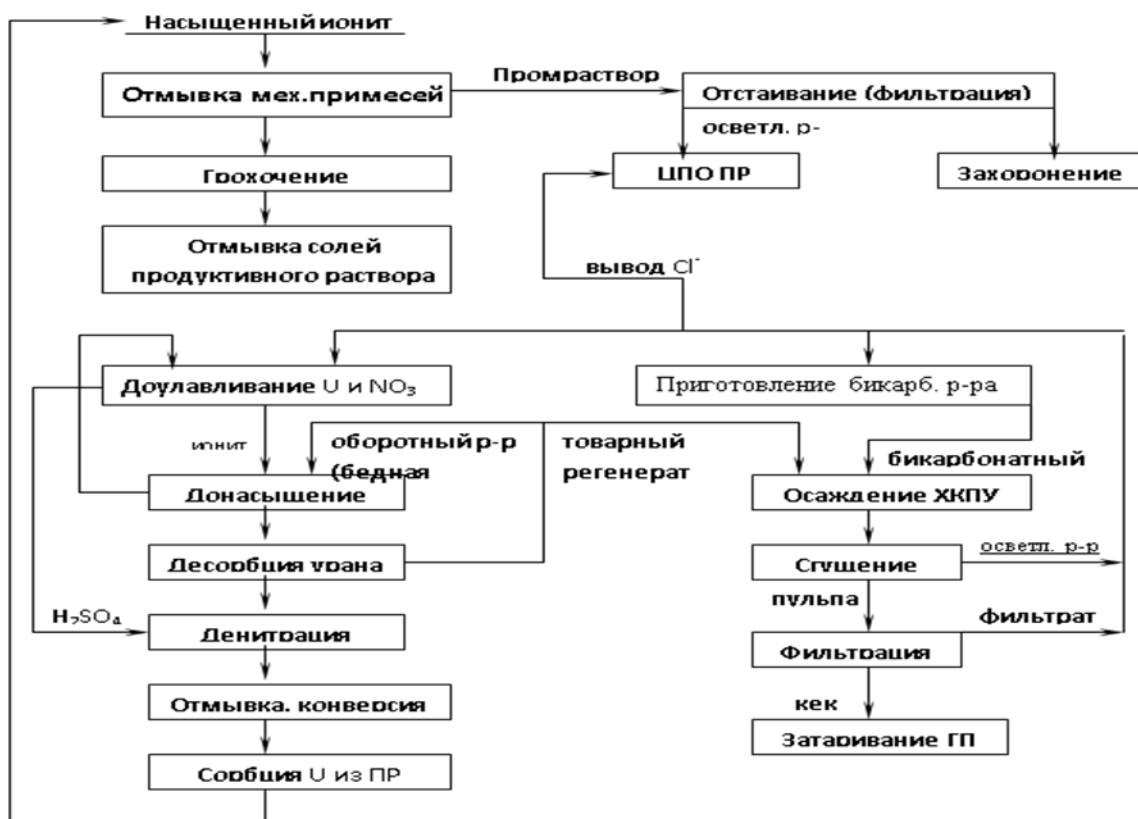 Насыщенный ионит
Промраствор
Отмывка мех.примесей
Отстаивание (фильтрация)
осветл. р-
Грохочение
ЦПО ПР
Захоронение
Отмывка солей
продуктивного раствора
вывод Cl⁻
Доулавливание U и NO₃
Приготовление бикарб. р-ра
ионит
оборотный р-р
(бедная
товарный
регенерат
бикарбонатный
Донасыщение
Осаждение ХКПУ
Десорбция урана
Сгущение
осветл. р-р
пульпа
H₂SO₄
Денитрация
фильтрат
Фильтрация
Отмывка. конверсия
кек
Затаривание ГП
Сорбция U из ПР